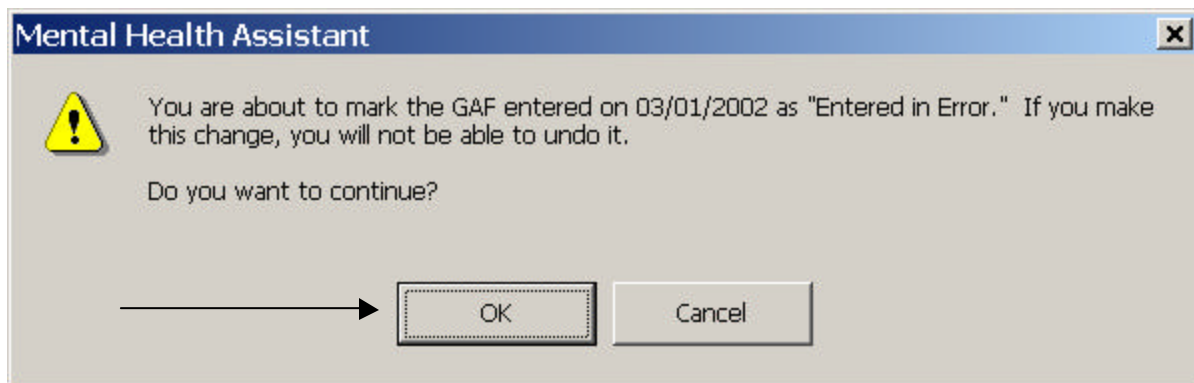 Mental Health Assistant
You are about to mark the GAF entered on 03/01/2002 as "Entered in Error." If you make
this change, you will not be able to undo it.
Do you want to continue?
OK
Cancel